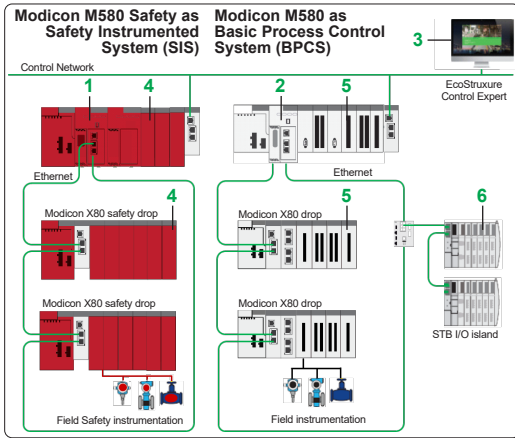 Modicon M580 Safety as
Safety Instrumented
System (SIS)
Modicon M580 as
Basic Process Control
System (BPCS)
3
Control Network
EcoStruxure
Control Expert
1
4
2
5
Ethernet
Ethernet
4
Modicon X80 safety drop
Modicon X80 drop
5
6
Modicon X80 safety drop
Modicon X80 drop
STB I/O island
Field Safety instrumentation
Field instrumentation